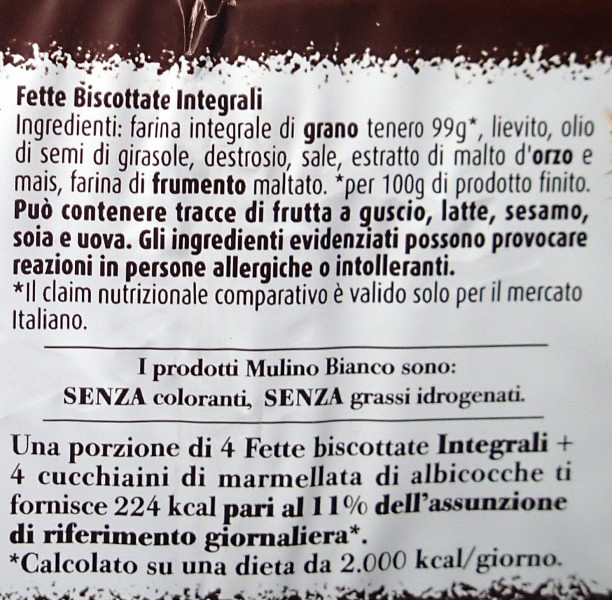 Fette Biscottate Integrali
Ingredienti: farina integrale di grano tenero 99g*, lievito, olio
di semi di girasole, destrosio, sale, estratto di malto d'orzo e
mais, farina di frumento maltato. *per 100g di prodotto finito.
Può contenere tracce di frutta a guscio, latte, sesamo,
soia e uova. Gli ingredienti evidenziati possono provocare
reazioni in persone allergiche o intolleranti.
*Il claim nutrizionale comparativo è valido solo per il mercato
Italiano.
I prodotti Mulino Bianco sono:
SENZA coloranti, SENZA grassi idrogenati.
Una porzione di 4 Fette biscottate Integrali +
4 cucchiaini di marmellata di albicocche ti
fornisce 224 kcal pari al 11% dell'assunzione
di riferimento giornaliera*.
*Calcolato su una dieta da 2.000 kcal/giorno.